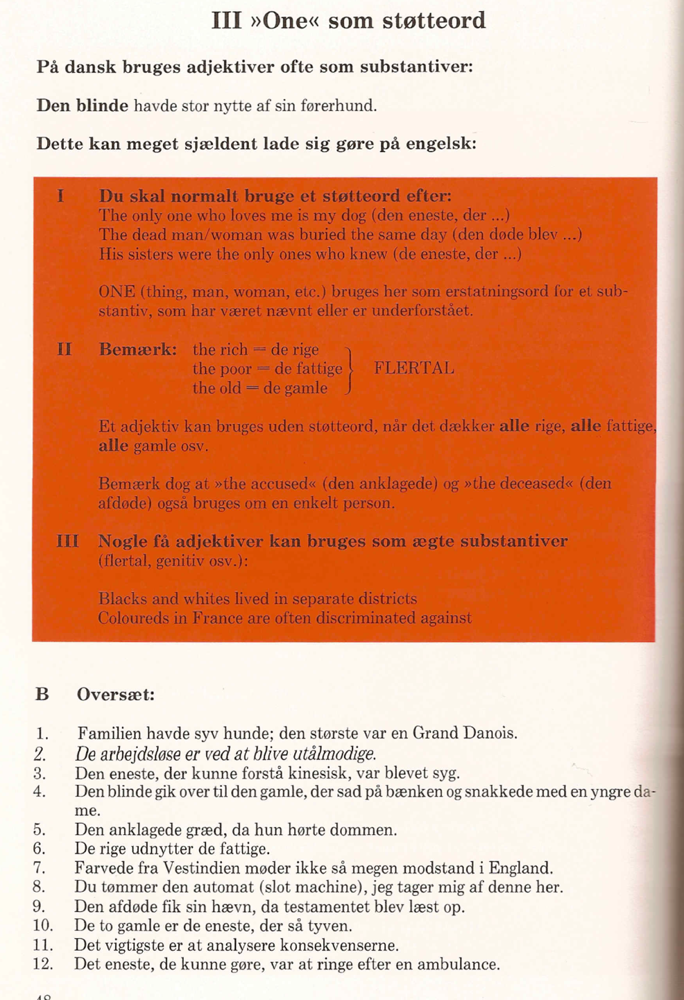 III »One« som støtteord
På dansk bruges adjektiver ofte som substantiver:
Den blinde havde stor nytte af sin førerhund.
Dette kan meget sjældent lade sig gøre på engelsk:
I Du skal normalt bruge et støtteord efter:
The only one who loves me is my dog (den eneste, der ...)
The dead man/woman was buried the same day (den døde blev ...)
His sisters were the only ones who knew (de eneste, der ...)
ONE (thing, man, woman, etc.) bruges her som erstatningsord for et sub-
stantiv, som har været nævnt eller er underforstået.
II Bemærk: the rich = de rige
the poor = de fattige FLERTAL
the old = de gamle
Et adjektiv kan bruges uden støtteord, når det dækker alle rige, alle fattige,
alle gamle osv.
Bemærk dog at »the accused« (den anklagede) og »the deceased« (den
afdøde) også bruges om en enkelt person.
III Nogle få adjektiver kan bruges som ægte substantiver
(flertal, genitiv osv.):
Blacks and whites lived in separate districts
Coloureds in France are often discriminated against
B Oversæt:
1. Familien havde syv hunde; den største var en Grand Danois.
2. De arbejdsløse er ved at blive utålmodige.
3. Den eneste, der kunne forstå kinesisk, var blevet syg.
4. Den blinde gik over til den gamle, der sad på bænken og snakkede med en yngre da-
me.
5. Den anklagede græd, da hun hørte dommen.
6. De rige udnytter de fattige.
7. Farvede fra Vestindien møder ikke så megen modstand i England.
8. Du tømmer den automat (slot machine), jeg tager mig af denne her.
9. Den afdøde fik sin hævn, da testamentet blev læst op.
10. De to gamle er de eneste, der så tyven.
11. Det vigtigste er at analysere konsekvenserne.
12. Det eneste, de kunne gøre, var at ringe efter en ambulance.